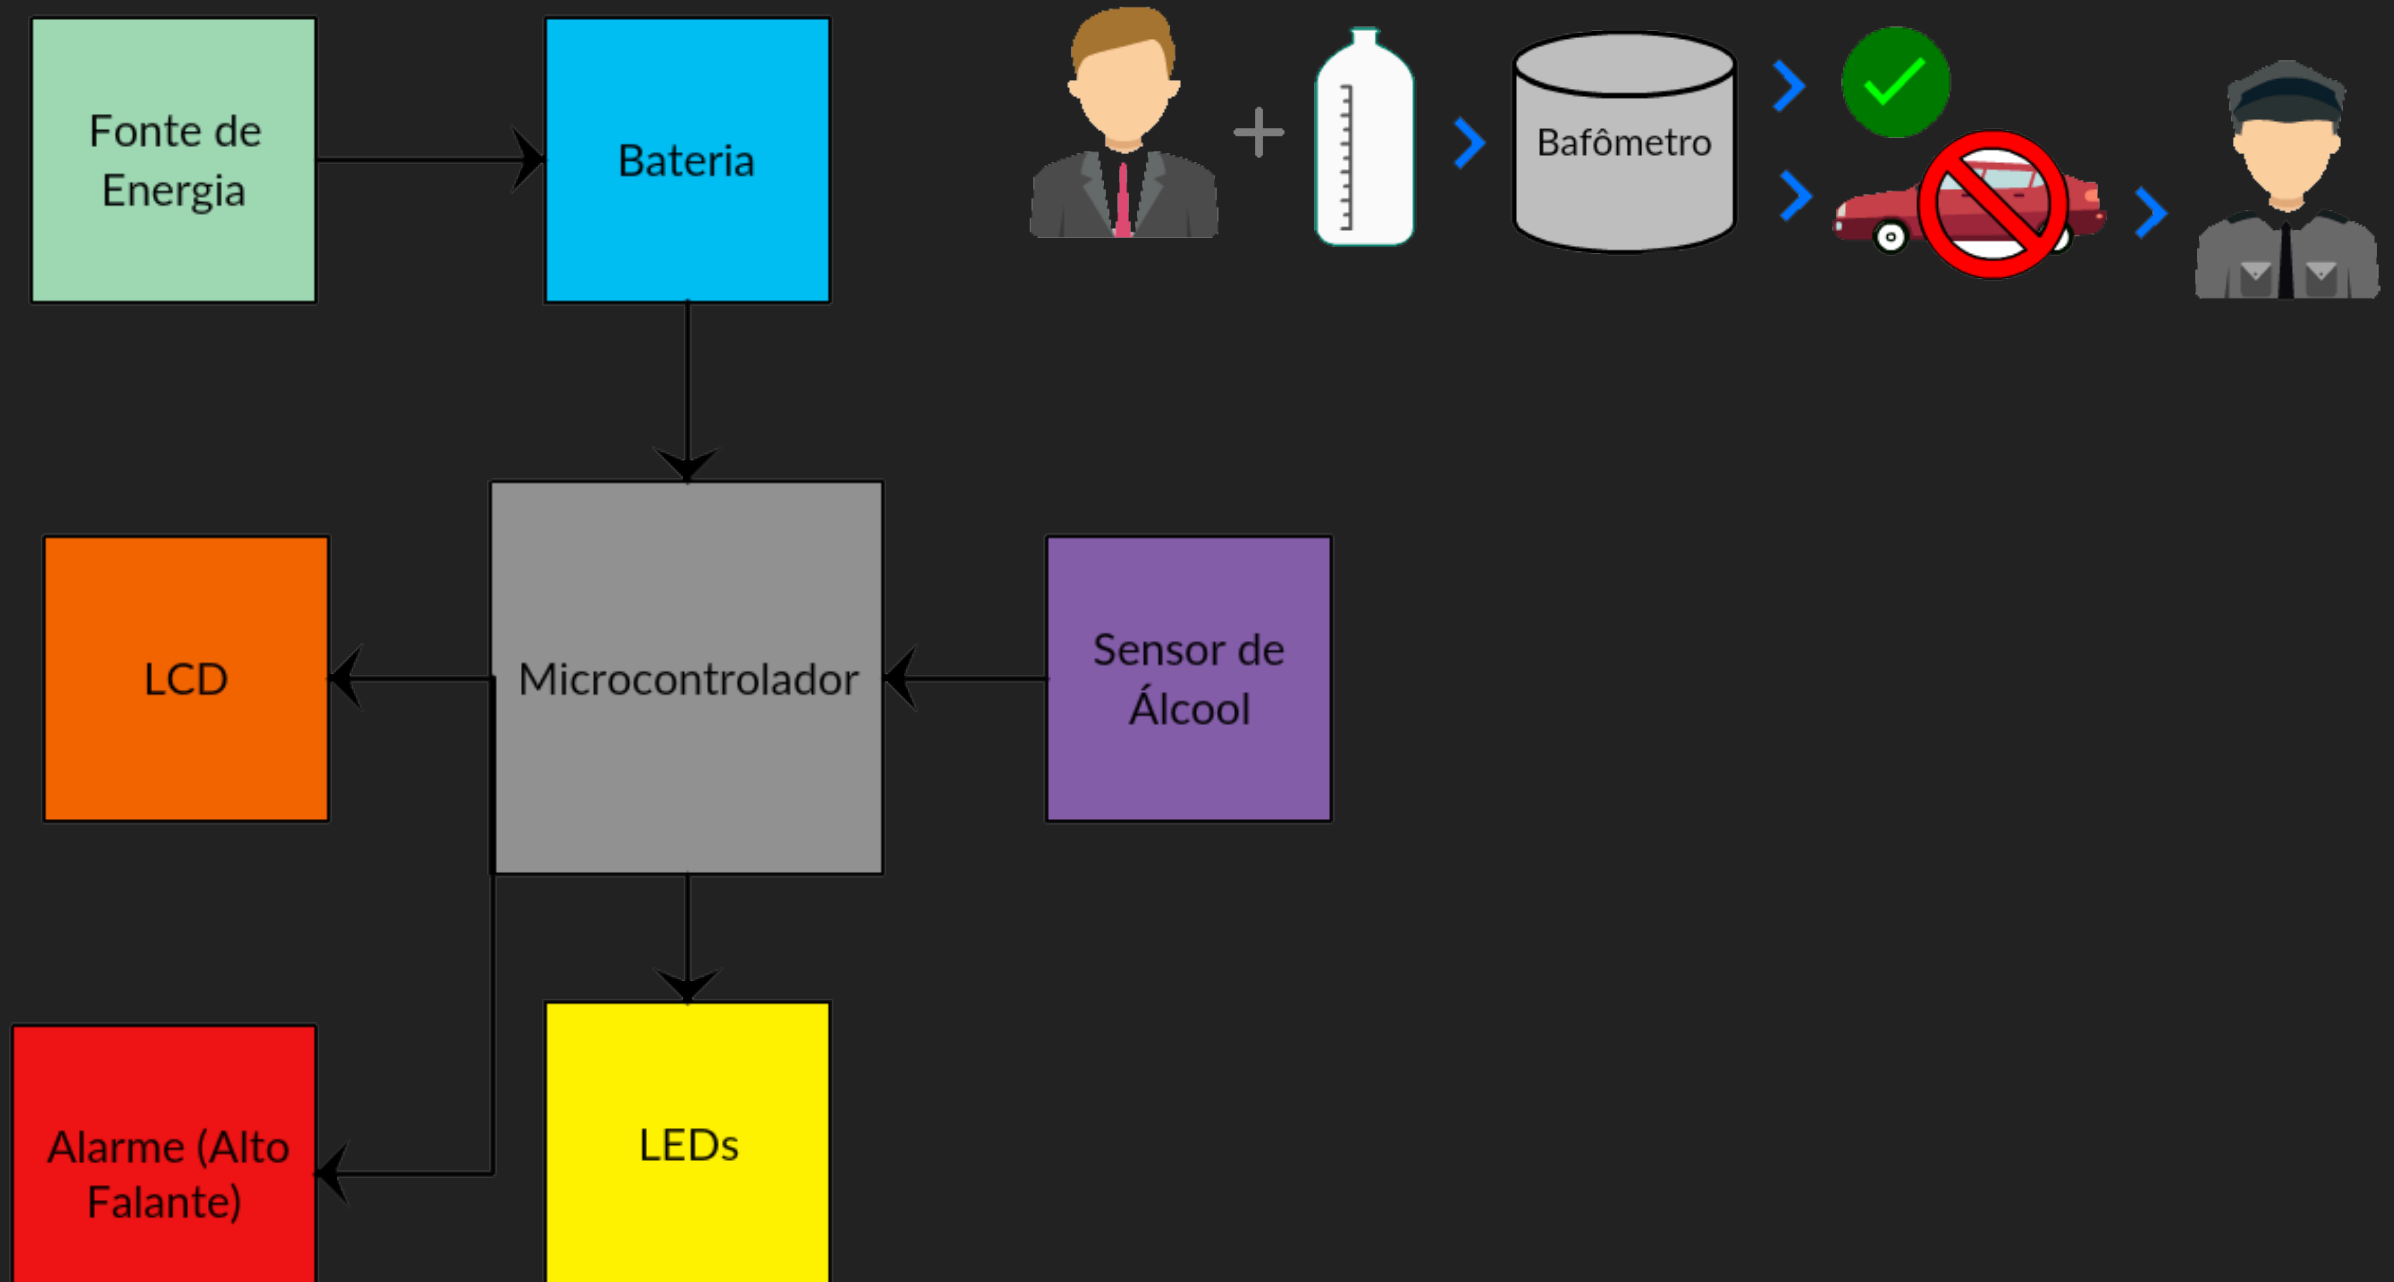 Fonte de
Energia
Bateria
Bafômetro
LCD
Microcontrolador
Sensor de
Álcool
Alarme (Alto
Falante)
LEDs